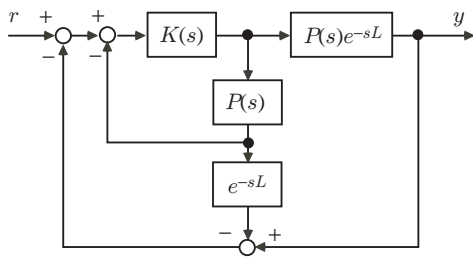 r + + K(s) P(s)e^{-sL} y
− −
P(s)
e^{-sL}
− +